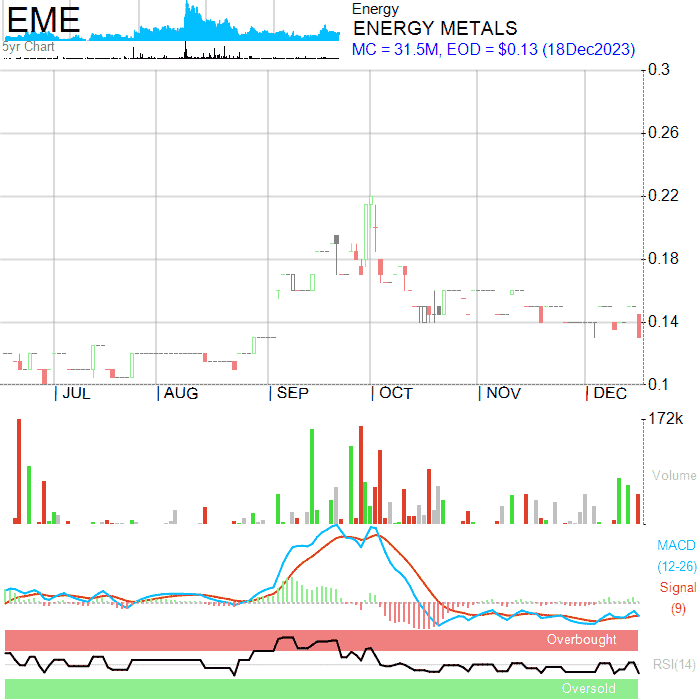 EME
5yr Chart
Energy
ENERGY METALS
MC = 31.5M, EOD = $0.13 (18Dec2023)
0.3
0.26
0.22
0.18
0.14
0.1
JUL AUG SEP OCT NOV DEC
172k
Volume
MACD
(12-26)
Signal
(9)
Overbought
RSI(14)
Oversold